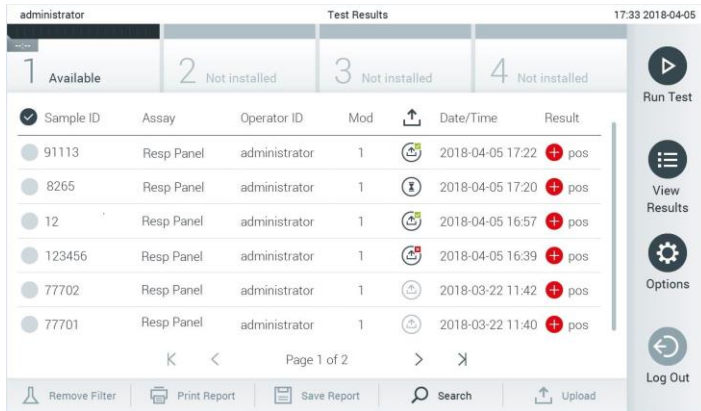 administrator Test Results 17:33 2018-04-05
1 Available 2 Not installed 3 Not installed 4 Not installed
Run Test
Sample ID Assay Operator ID Mod Date/Time Result
91113 Resp Panel administrator 1 2018-04-05 17:22 pos
8265 Resp Panel administrator 1 2018-04-05 17:20 pos
View
Results
12 Resp Panel administrator 1 2018-04-05 16:57 pos
123456 Resp Panel administrator 1 2018-04-05 16:39 pos
Options
77702 Resp Panel administrator 1 2018-03-22 11:42 pos
77701 Resp Panel administrator 1 2018-03-22 11:40 pos
Page 1 of 2
Log Out
Remove Filter Print Report Save Report Search Upload